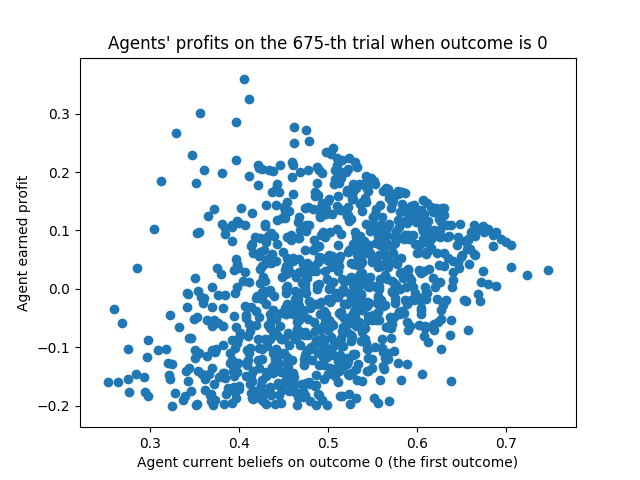 Agents' profits on the 675-th trial when outcome is 0
Agent earned profit
0.3
0.2
0.1
0.0
−0.1
−0.2
0.3 0.4 0.5 0.6 0.7
Agent current beliefs on outcome 0 (the first outcome)